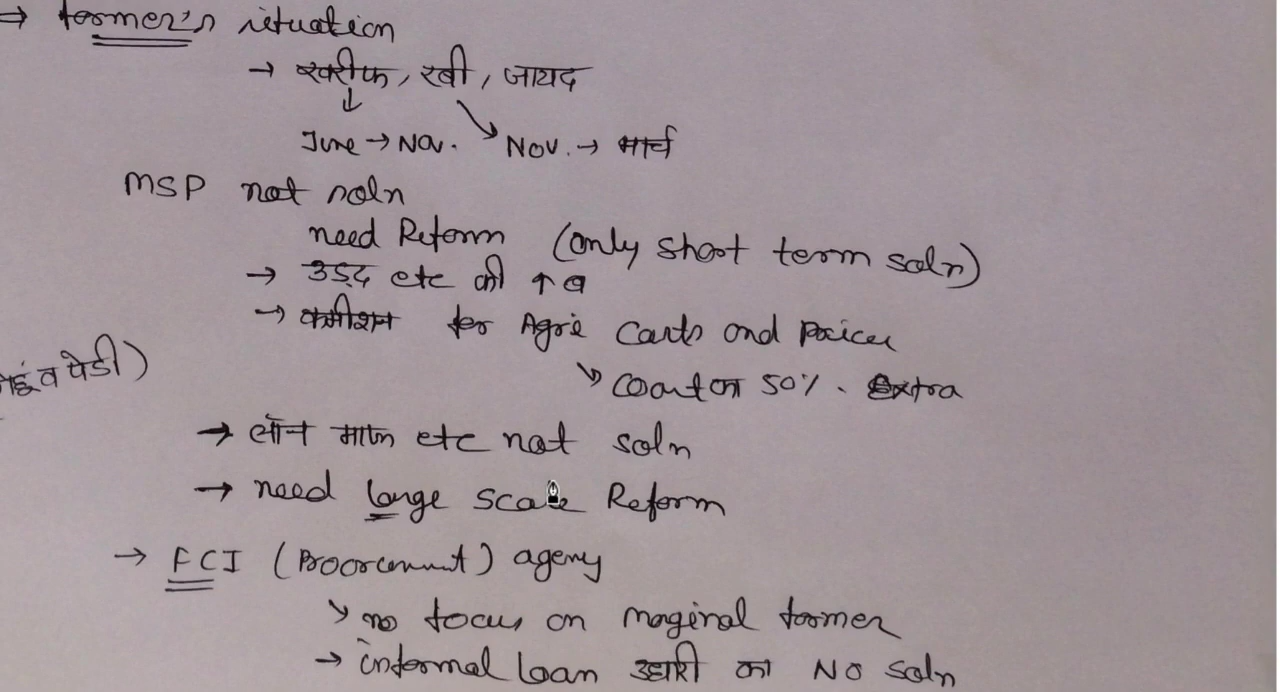 ⇒ farmer's situation
→ खरीफ, रबी, जायद
↓
June → Nov. ↘ Nov. → मार्च
MSP not soln
need Reform (only short term soln)
→ उड़द etc की ↑
→ कमीशन for Agri Costs and Prices
व पेडी)
↘ cost का 50% . Extra
→ लॉन माफ etc not soln
→ need large scale Reform
→ FCI (Procurement) agency
↘ no focus on marginal farmer
→ informal loan उधारी का No soln